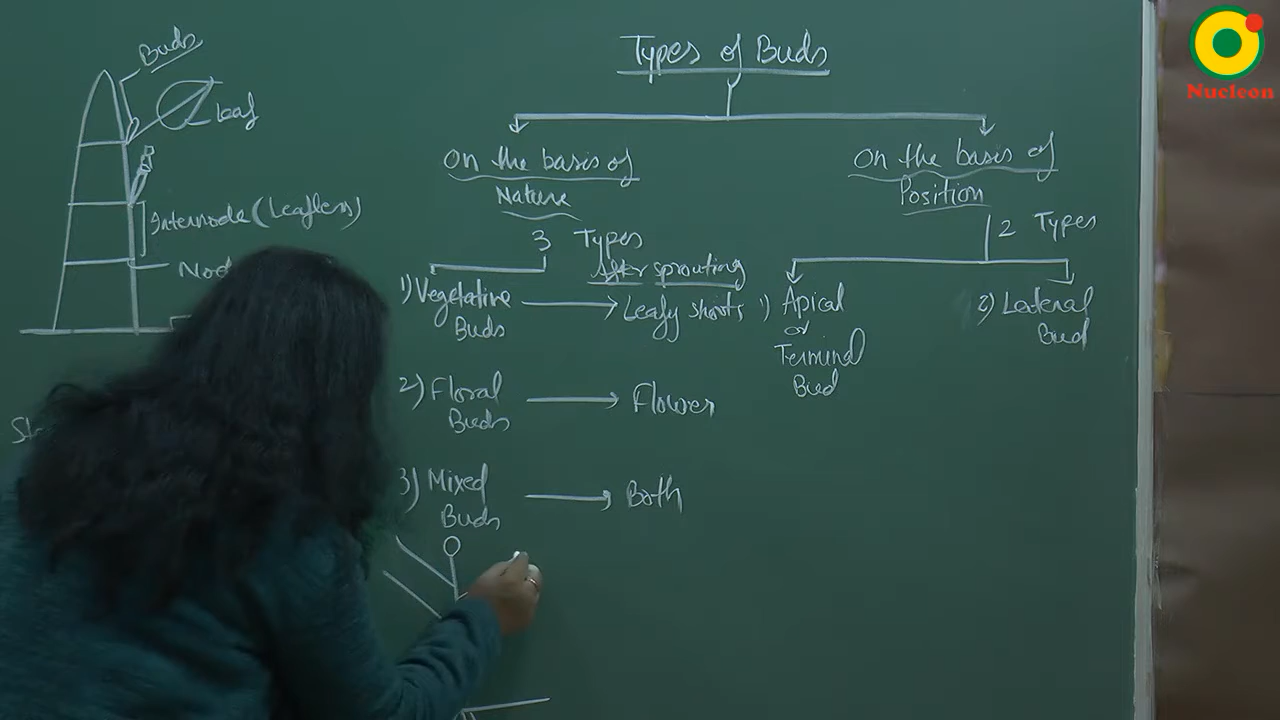 Buds
Leaf
Internode (Leafless)
Types of Buds
On the basis of
Nature
3 Types
After sprouting
1) Vegetative
Buds
Leafy shoots
2) Floral
Buds
Flower
3) Mixed
Buds
Both
On the basis of
Position
2 Types
1) Apical
or
Terminal
Bud
2) Lateral
Bud
Nucleon